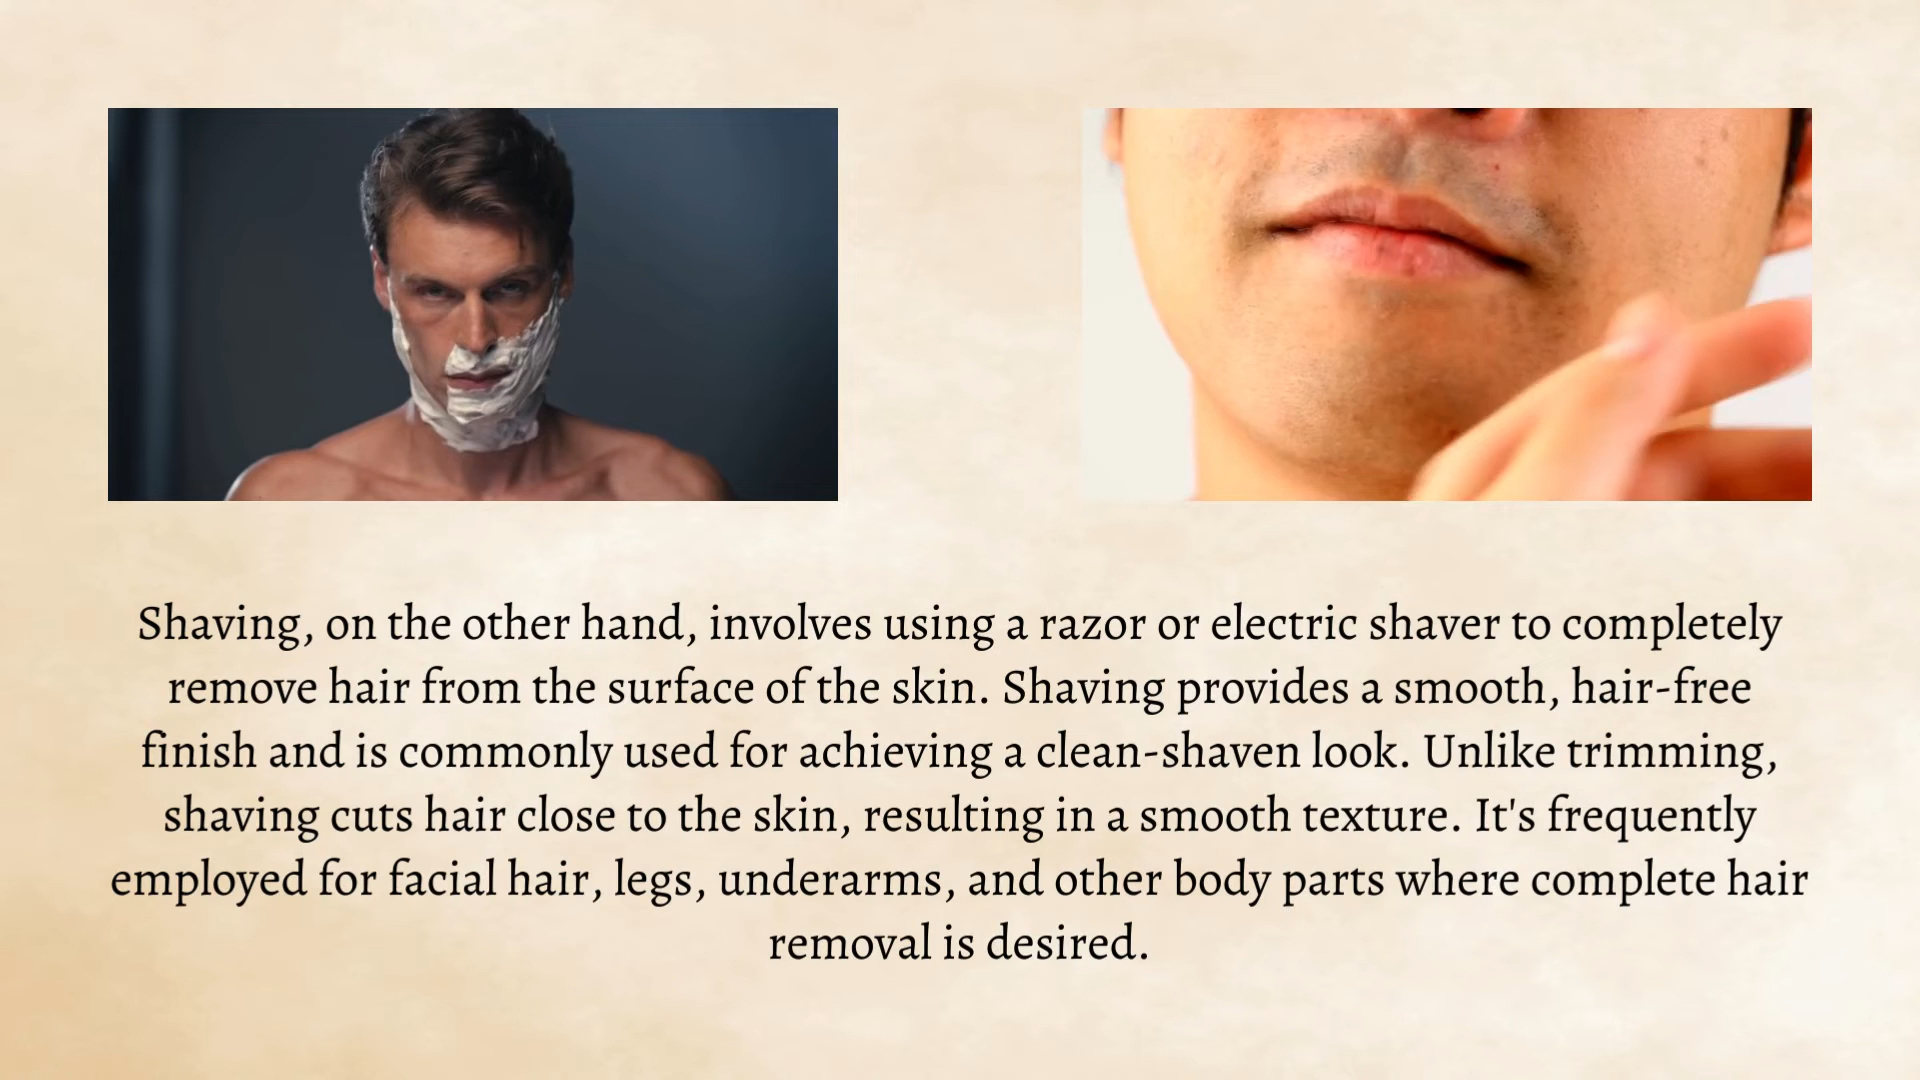 Shaving, on the other hand, involves using a razor or electric shaver to completely
remove hair from the surface of the skin. Shaving provides a smooth, hair-free
finish and is commonly used for achieving a clean-shaven look. Unlike trimming,
shaving cuts hair close to the skin, resulting in a smooth texture. It's frequently
employed for facial hair, legs, underarms, and other body parts where complete hair
removal is desired.